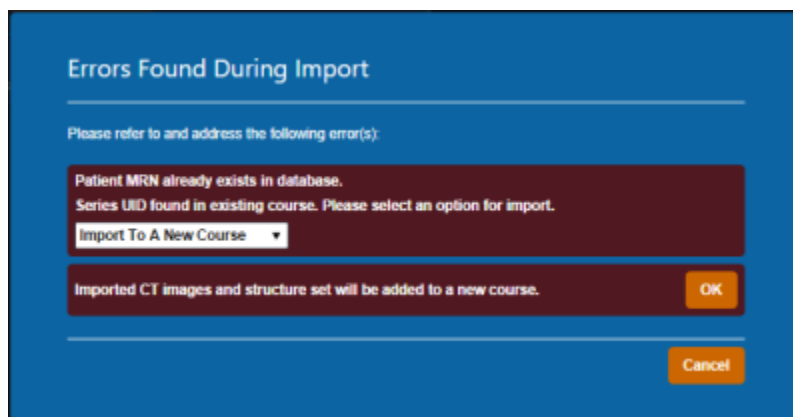 Errors Found During Import
Please refer to and address the following error(s):
Patient MRN already exists in database.
Series UID found in existing course. Please select an option for import.
Import To A New Course
Imported CT images and structure set will be added to a new course.
OK
Cancel